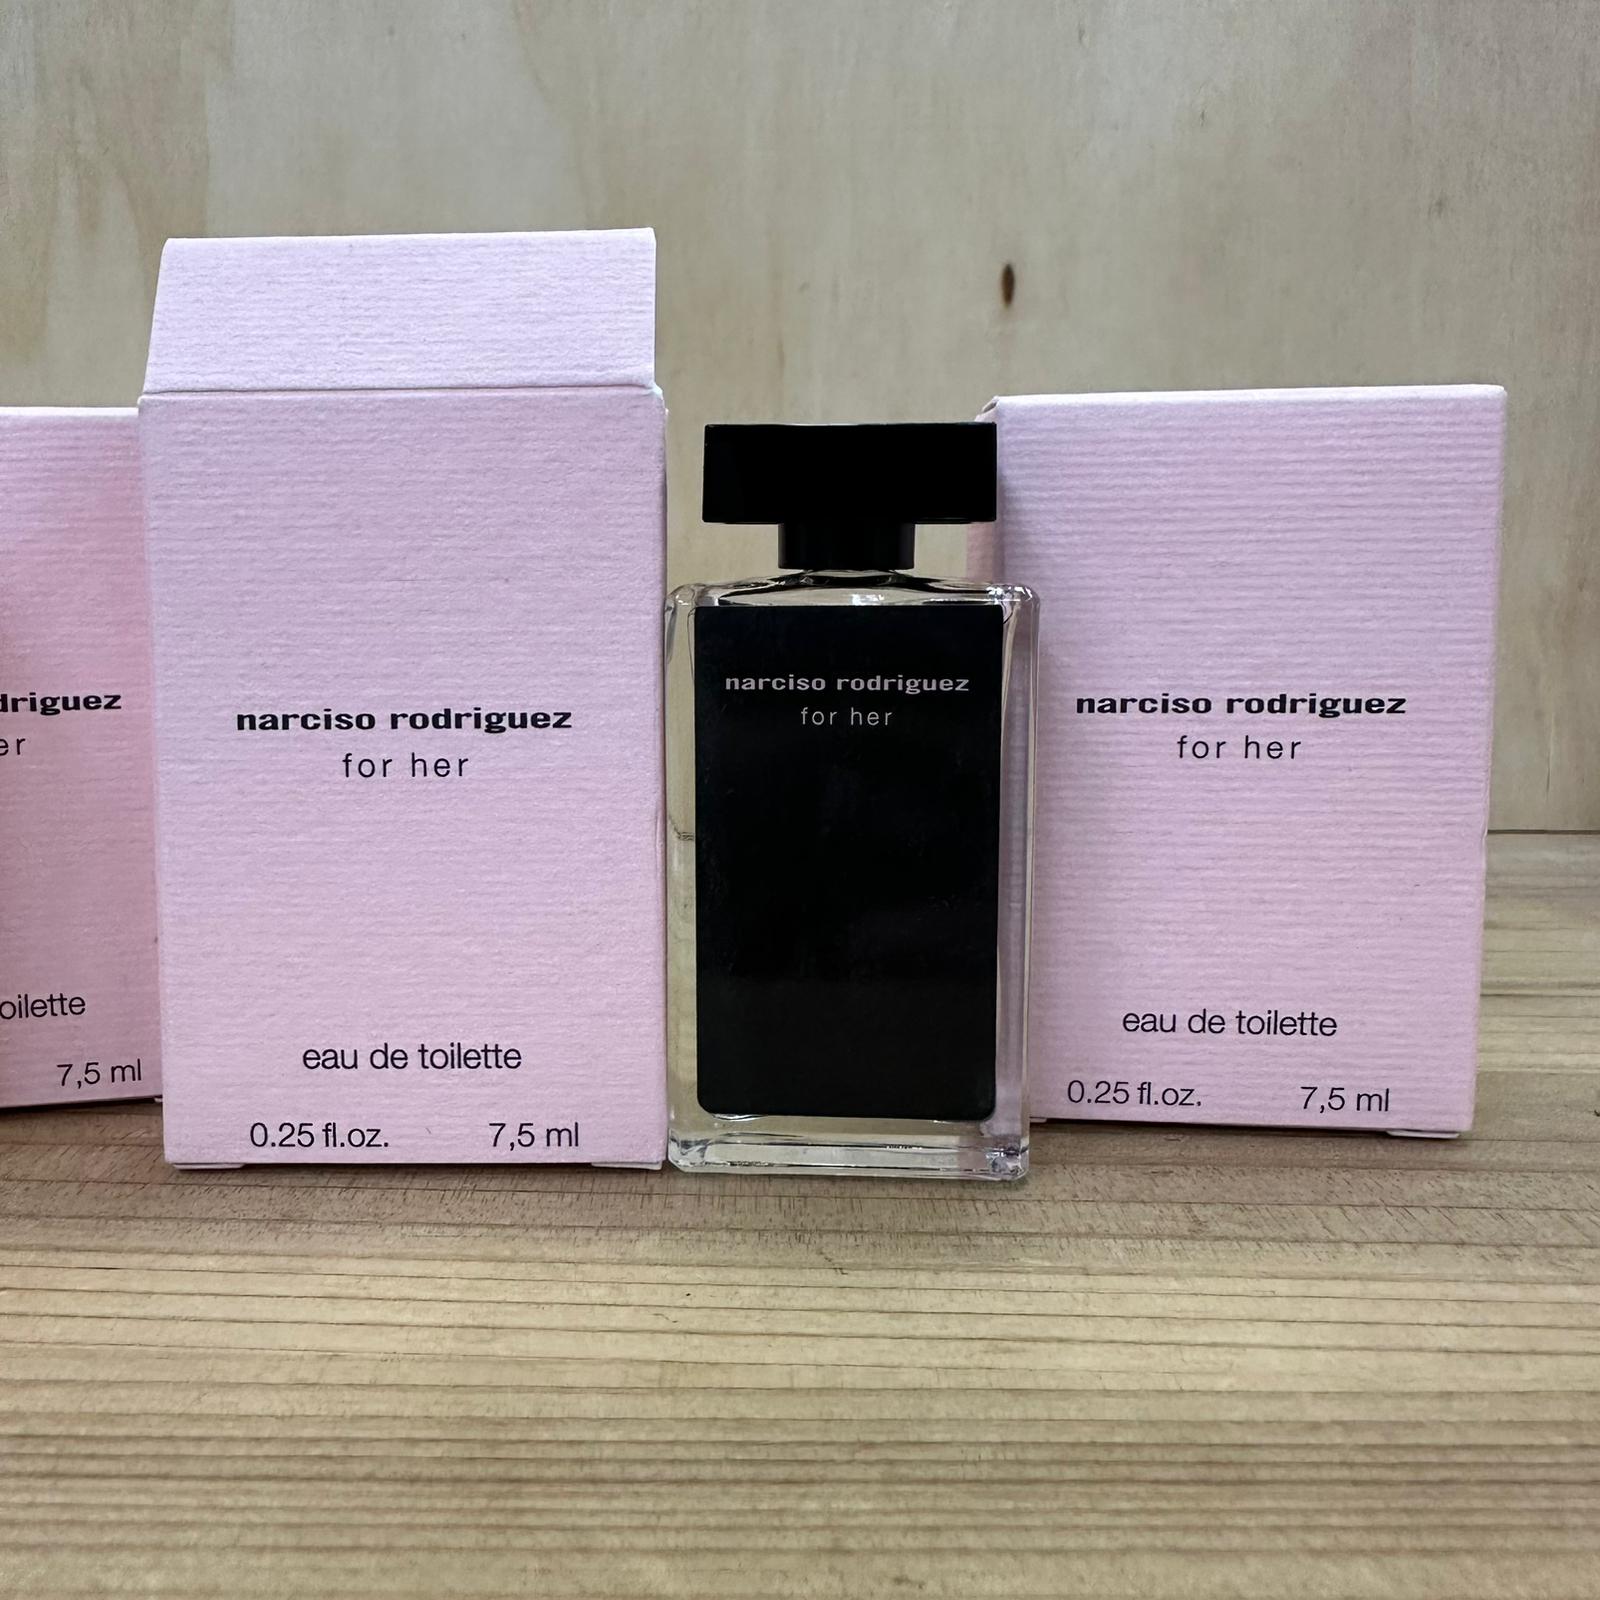 driguez
er
oilette
7,5 ml
narciso rodriguez
for her
eau de toilette
0.25 fl.oz. 7,5 ml
narciso rodriguez
for her
narciso rodriguez
for her
eau de toilette
0.25 fl.oz. 7,5 ml